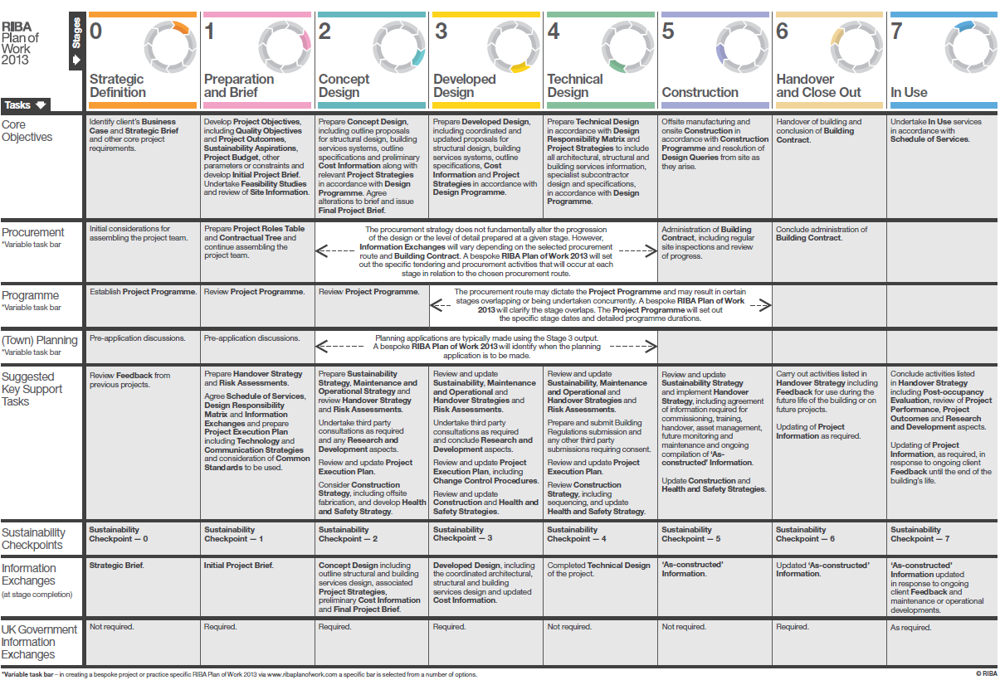 RIBA
Plan of
Work
2013
Stages
Tasks
0
Strategic
Definition
1
Preparation
and Brief
2
Concept
Design
3
Developed
Design
4
Technical
Design
5
Construction
6
Handover
and Close Out
7
In Use
Core
Objectives
Identify client's Business
Case and Strategic Brief
and other core project
requirements.
Develop Project Objectives,
including Quality Objectives
and Project Outcomes,
Sustainability Aspirations,
Project Budget, other
parameters or constraints and
develop Initial Project Brief.
Undertake Feasibility Studies
and review of Site Information.
Prepare Concept Design,
including outline proposals
for structural design, building
services systems, outline
specifications and preliminary
Cost Information along with
relevant Project Strategies
in accordance with Design
Programme. Agree
alterations to brief and issue
Final Project Brief.
Prepare Developed Design,
including coordinated and
updated proposals for
structural design, building
services systems, outline
specifications, Cost
Information and Project
Strategies in accordance with
Design Programme.
Prepare Technical Design
in accordance with Design
Responsibility Matrix and
Project Strategies to include
all architectural, structural and
building services information,
specialist subcontractor
design and specifications,
in accordance with Design
Programme.
Offsite manufacturing and
onsite Construction in
accordance with Construction
Programme and resolution of
Design Queries from site as
they arise.
Handover of building and
conclusion of Building
Contract.
Undertake In Use services
in accordance with
Schedule of Services.
Procurement
*Variable task bar
Initial considerations for
assembling the project team.
Prepare Project Roles Table
and Contractual Tree and
continue assembling the
project team.
The procurement strategy does not fundamentally alter the progression
of the design or the level of detail prepared at a given stage. However,
Information Exchanges will vary depending on the selected procurement
route and Building Contract. A bespoke RIBA Plan of Work 2013 will set
out the specific tendering and procurement activities that will occur at each
stage in relation to the chosen procurement route.
Administration of Building
Contract, including regular
site inspections and review
of progress.
Conclude administration of
Building Contract.
Programme
*Variable task bar
Establish Project Programme.
Review Project Programme.
Review Project Programme.
The procurement route may dictate the Project Programme and may result in certain
stages overlapping or being undertaken concurrently. A bespoke RIBA Plan of Work
2013 will clarify the stage overlaps. The Project Programme will set out
the specific stage dates and detailed programme durations.
(Town) Planning
*Variable task bar
Pre-application discussions.
Pre-application discussions.
Planning applications are typically made using the Stage 3 output.
A bespoke RIBA Plan of Work 2013 will identify when the planning
application is to be made.
Suggested
Key Support
Tasks
Review Feedback from
previous projects.
Prepare Handover Strategy
and Risk Assessments.
Agree Schedule of Services,
Design Responsibility
Matrix and Information
Exchanges and prepare
Project Execution Plan
including Technology and
Communication Strategies
and consideration of Common
Standards to be used.
Prepare Sustainability
Strategy, Maintenance and
Operational Strategy and
review Handover Strategy
and Risk Assessments.
Undertake third party
consultations as required
and any Research and
Development aspects.
Review and update Project
Execution Plan.
Consider Construction
Strategy, including offsite
fabrication, and develop Health
and Safety Strategy.
Review and update
Sustainability, Maintenance
and Operational and
Handover Strategies and
Risk Assessments.
Undertake third party
consultations as required
and conclude Research and
Development aspects.
Review and update Project
Execution Plan, including
Change Control Procedures.
Review and update
Construction and Health and
Safety Strategies.
Review and update
Sustainability, Maintenance
and Operational and
Handover Strategies and
Risk Assessments.
Prepare and submit Building
Regulations submission and
any other third party
submissions requiring consent.
Review and update Project
Execution Plan.
Review Construction
Strategy, including
sequencing, and update
Health and Safety Strategy.
Review and update
Sustainability Strategy
and implement Handover
Strategy, including agreement
of information required for
commissioning, training,
handover, asset management,
future monitoring and
maintenance and ongoing
compilation of 'As-
constructed' Information.
Update Construction and
Health and Safety Strategies.
Carry out activities listed in
Handover Strategy including
Feedback for use during the
future life of the building or on
future projects.
Updating of Project
Information as required.
Conclude activities listed
in Handover Strategy
including Post-occupancy
Evaluation, review of Project
Performance, Project
Outcomes and Research
and Development aspects.
Updating of Project
Information, as required, in
response to ongoing client
Feedback until the end of the
building's life.
Sustainability
Checkpoints
Sustainability
Checkpoint — 0
Sustainability
Checkpoint — 1
Sustainability
Checkpoint — 2
Sustainability
Checkpoint — 3
Sustainability
Checkpoint — 4
Sustainability
Checkpoint — 5
Sustainability
Checkpoint — 6
Sustainability
Checkpoint — 7
Information
Exchanges
(at stage completion)
Strategic Brief.
Initial Project Brief.
Concept Design including
outline structural and building
services design, associated
Project Strategies,
preliminary Cost Information
and Final Project Brief.
Developed Design, including
the coordinated architectural,
structural and building
services design and updated
Cost Information.
Completed Technical Design
of the project.
'As-constructed'
Information.
Updated 'As-constructed'
Information.
'As-constructed'
Information updated
in response to ongoing
client Feedback and
maintenance or operational
developments.
UK Government
Information
Exchanges
Not required.
Required.
Required.
Required.
Not required.
Not required.
Required.
As required.
*Variable task bar – in creating a bespoke project or practice specific RIBA Plan of Work 2013 via www.ribaplanofwork.com a specific bar is selected from a number of options.
© RIBA